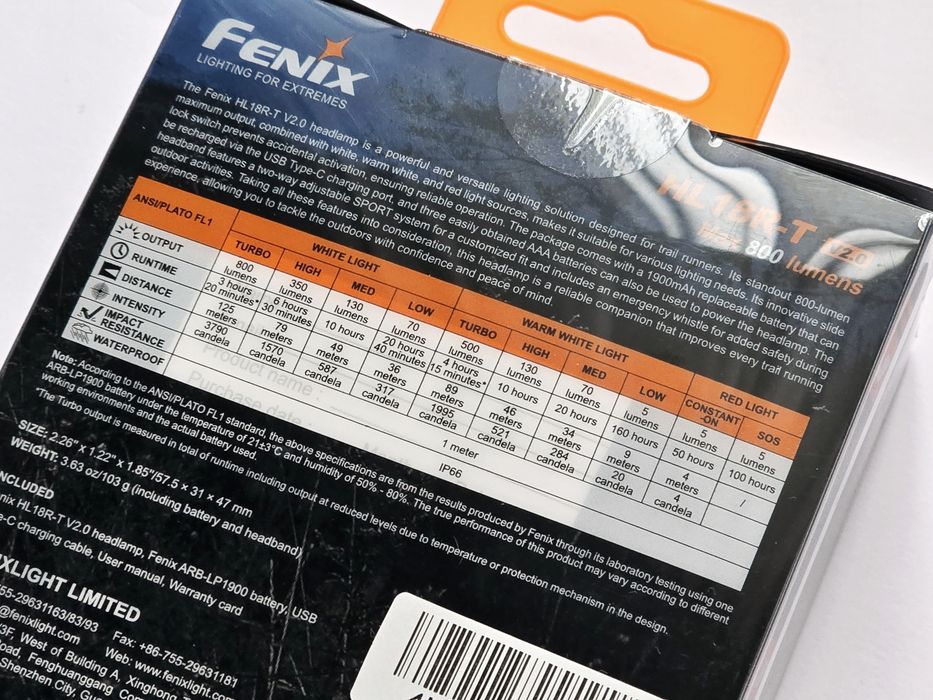 FENIX
LIGHTING FOR EXTREMES
HL18R-T V2.0
Max 800 lumens
The Fenix HL18R-T V2.0 headlamp is a powerful and versatile lighting solution designed for trail runners. Its standout 800-lumen
maximum output, combined with white, warm white, and red light sources, makes it suitable for various lighting needs. Its innovative slide
lock switch prevents accidental activation, ensuring reliable operation. The package comes with a 1900mAh replaceable battery that can
be recharged via the USB Type-C charging port, and three easily obtained AAA batteries can also be used to power the headlamp. The
headband features a two-way adjustable SPORT system for a customized fit and includes an emergency whistle for added safety during
outdoor activities. Taking all these features into consideration, this headlamp is a reliable companion that improves every trail running
experience, allowing you to tackle the outdoors with confidence and peace of mind.
ANSI/PLATO FL1 WHITE LIGHT WARM WHITE LIGHT RED LIGHT
TURBO HIGH MED LOW TURBO HIGH MED LOW CONSTANT-ON SOS
OUTPUT 800 lumens 350 lumens 130 lumens 70 lumens 500 lumens 130 lumens 70 lumens 5 lumens 5 lumens 5 lumens
RUNTIME 3 hours 20 minutes* 6 hours 30 minutes 10 hours 20 hours 40 minutes 4 hours 15 minutes* 10 hours 20 hours 160 hours 50 hours 100 hours
DISTANCE 125 meters 79 meters 49 meters 36 meters 89 meters 46 meters 34 meters 9 meters 4 meters /
INTENSITY 3790 candela 1570 candela 587 candela 317 candela 1995 candela 521 candela 284 candela 20 candela 4 candela
IMPACT RESISTANCE 1 meter
WATERPROOF IP66
Product name :
Purchase date :
Note: According to the ANSI/PLATO FL1 standard, the above specifications are from the results produced by Fenix through its laboratory testing using one
ARB-LP1900 battery under the temperature of 21±3°C and humidity of 50% - 80%. The true performance of this product may vary according to different
working environments and the actual battery used.
*The Turbo output is measured in total of runtime including output at reduced levels due to temperature or protection mechanism in the design.
SIZE: 2.26" x 1.22" x 1.85"/57.5 × 31 × 47 mm
WEIGHT: 3.63 oz/103 g (including battery and headband)
NCLUDED
nix HL18R-T V2.0 headlamp, Fenix ARB-LP1900 battery, USB
-C charging cable, User manual, Warranty card
IXLIGHT LIMITED
55-29631163/83/93 Fax: +86-755-29631181
@fenixlight.com Web: www.fenixlight.com
/3F, West of Building A, Xinghong
Road, Fenghuanggang
Shenzhen City,